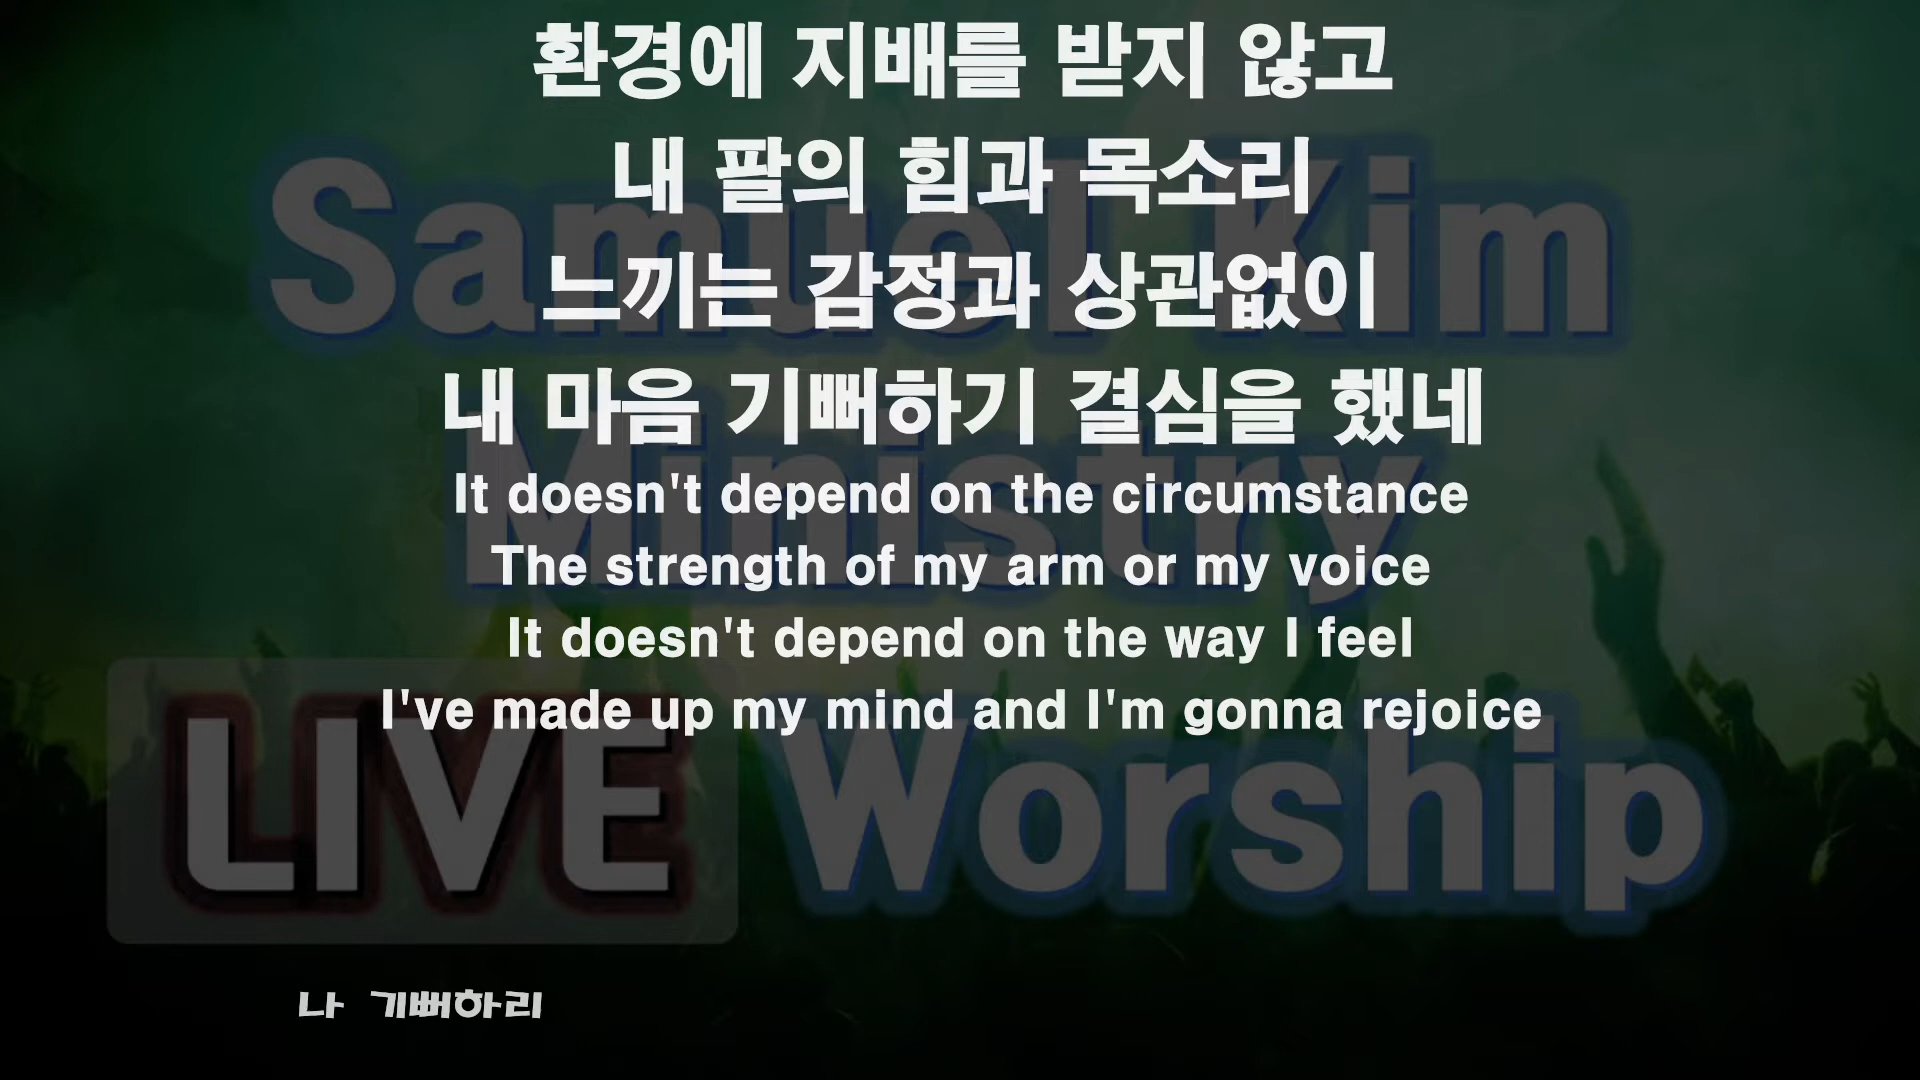 환경에 지배를 받지 않고
내 팔의 힘과 목소리
느끼는 감정과 상관없이
내 마음 기뻐하기 결심을 했네
It doesn't depend on the circumstance
The strength of my arm or my voice
It doesn't depend on the way I feel
I've made up my mind and I'm gonna rejoice
Samuel Kim
Ministry
LIVE Worship
나 기뻐하리